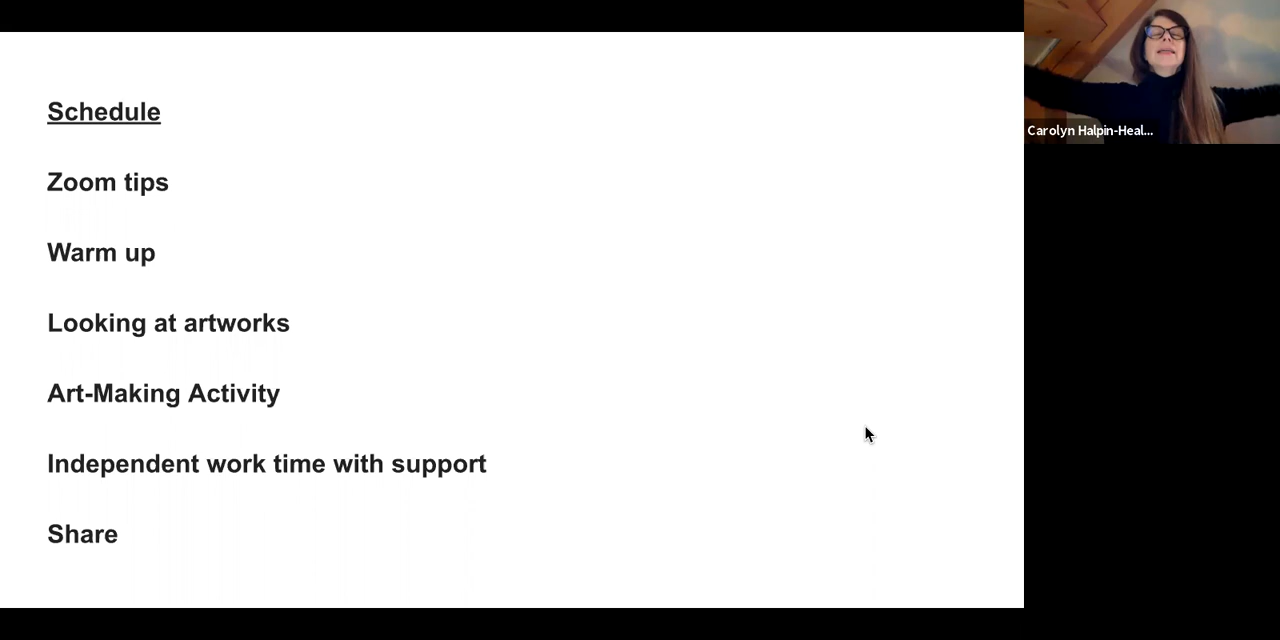 Schedule
Zoom tips
Warm up
Looking at artworks
Art-Making Activity
Independent work time with support
Share
Carolyn Halpin-Heal...